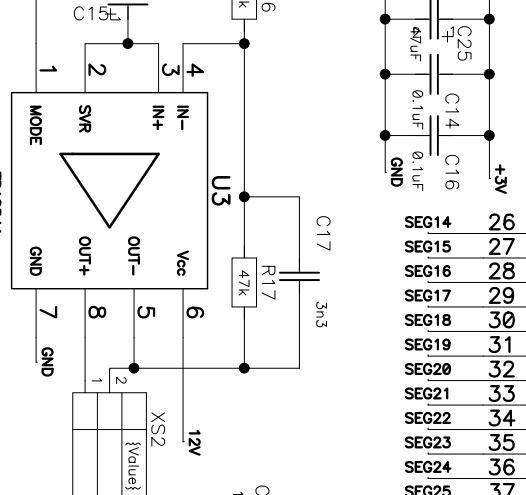 C15
k
6
1
2
3
4
MODE
SVR
IN+
IN-
U3
GND
OUT+
OUT-
Vcc
7
8
5
6
GND
1
2
XS2
{Value}
12V
C17
3n3
R17
47k
C
C25
47uF
C14
0.1uF
C16
0.1uF
GND
+3V
SEG14 26
SEG15 27
SEG16 28
SEG17 29
SEG18 30
SEG19 31
SEG20 32
SEG21 33
SEG22 34
SEG23 35
SEG24 36
SEG25 37